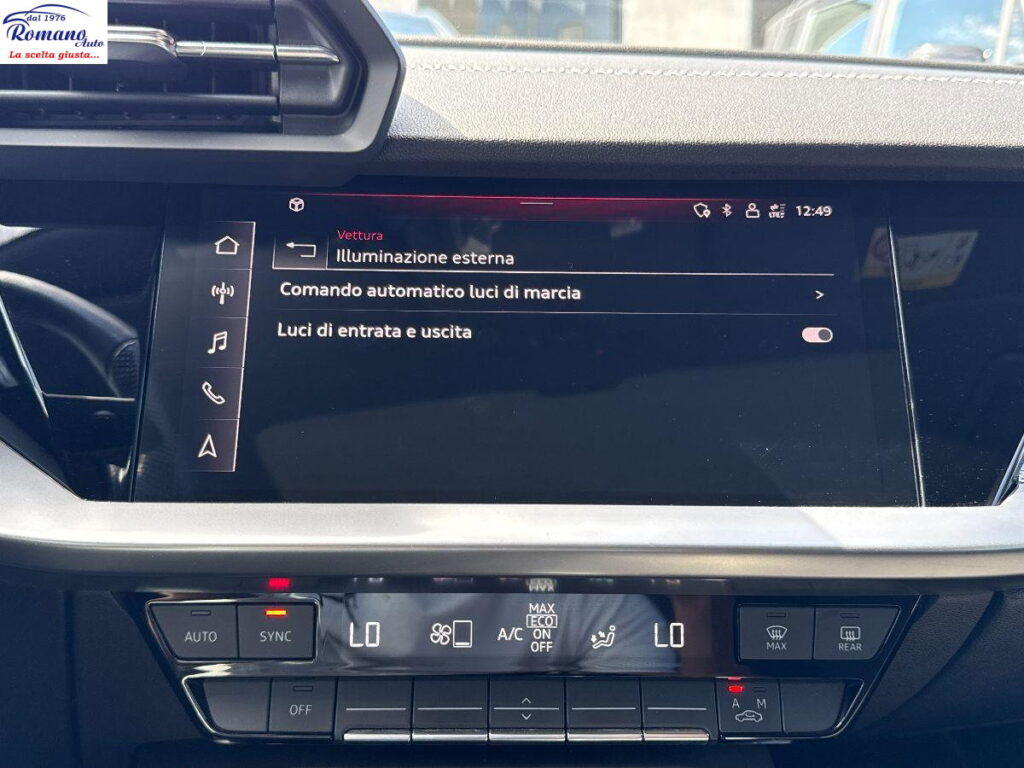 dal 1976
Romano Auto
La scelta giusta...
12:49
Vettura
Illuminazione esterna
Comando automatico luci di marcia >
Luci di entrata e uscita
AUTO
SYNC
LO
A/C
MAX
ECO
ON
OFF
LO
MAX
REAR
OFF
A M